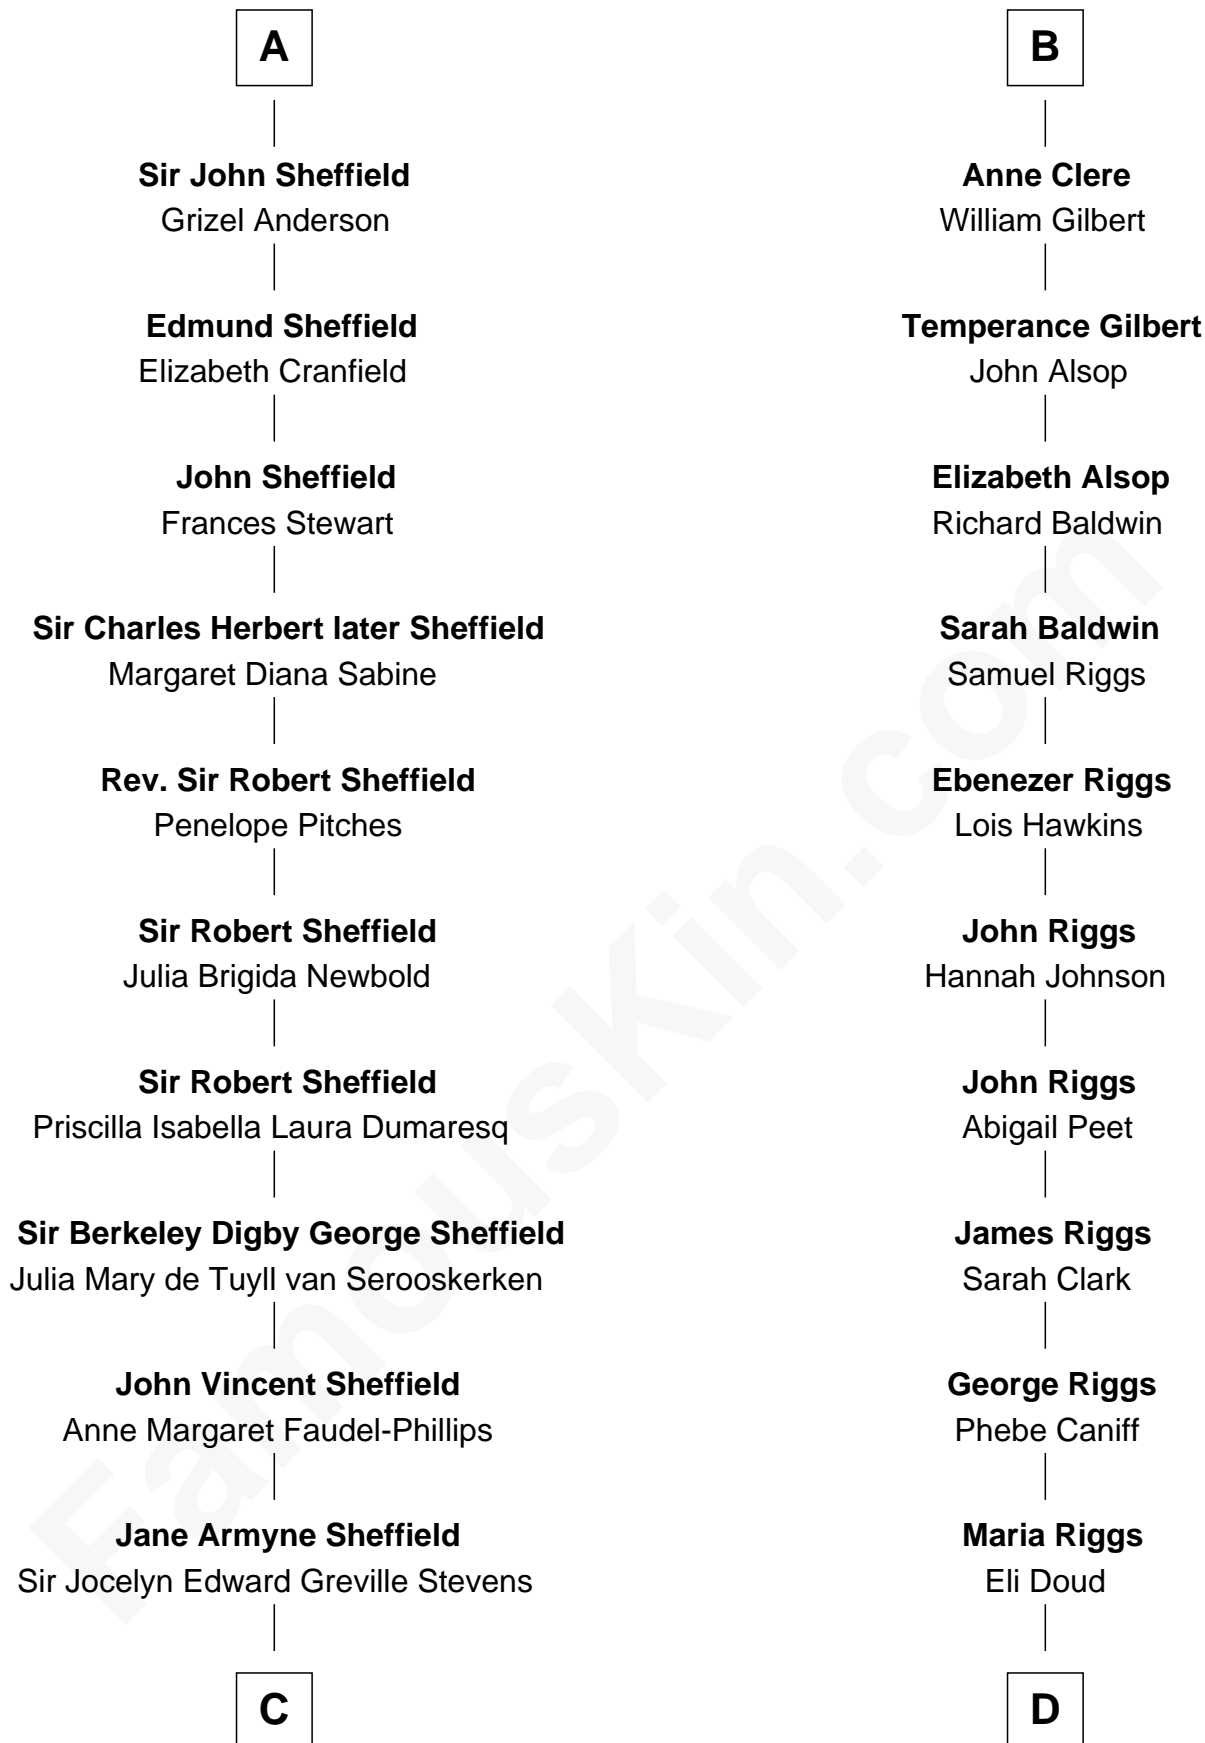 A
Sir John Sheffield
Grizel Anderson
Edmund Sheffield
Elizabeth Cranfield
John Sheffield
Frances Stewart
Sir Charles Herbert later Sheffield
Margaret Diana Sabine
Rev. Sir Robert Sheffield
Penelope Pitches
Sir Robert Sheffield
Julia Brigida Newbold
Sir Robert Sheffield
Priscilla Isabella Laura Dumaresq
Sir Berkeley Digby George Sheffield
Julia Mary de Tuyll van Serooskerken
John Vincent Sheffield
Anne Margaret Faudel-Phillips
Jane Armyne Sheffield
Sir Jocelyn Edward Greville Stevens
C
B
Anne Clere
William Gilbert
Temperance Gilbert
John Alsop
Elizabeth Alsop
Richard Baldwin
Sarah Baldwin
Samuel Riggs
Ebenezer Riggs
Lois Hawkins
John Riggs
Hannah Johnson
John Riggs
Abigail Peet
James Riggs
Sarah Clark
George Riggs
Phebe Caniff
Maria Riggs
Eli Doud
D
FamousKin.com